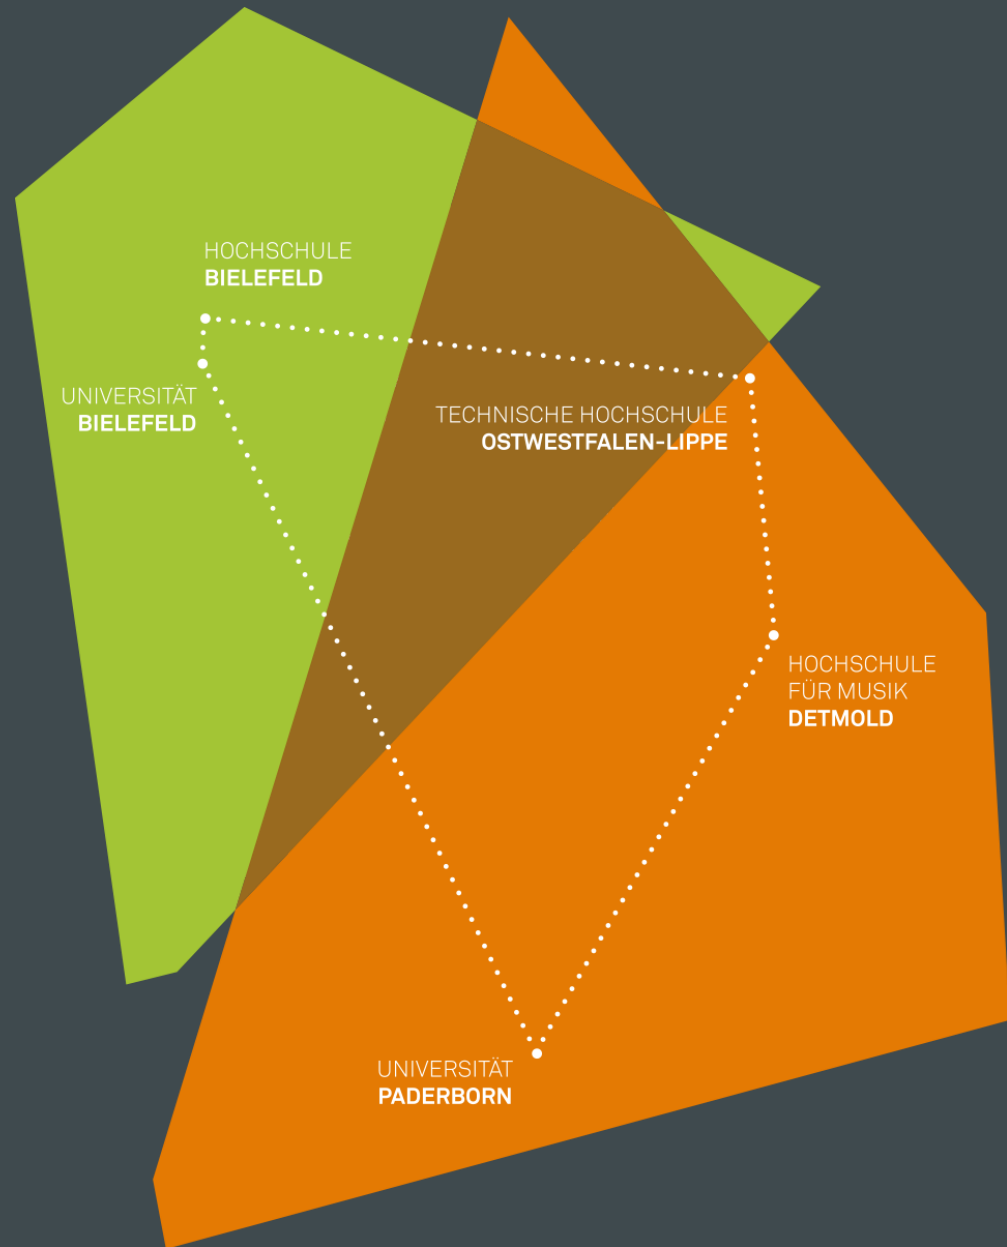 HOCHSCHULE
BIELEFELD
UNIVERSITÄT
BIELEFELD
TECHNISCHE HOCHSCHULE
OSTWESTFALEN-LIPPE
HOCHSCHULE
FÜR MUSIK
DETMOLD
UNIVERSITÄT
PADERBORN